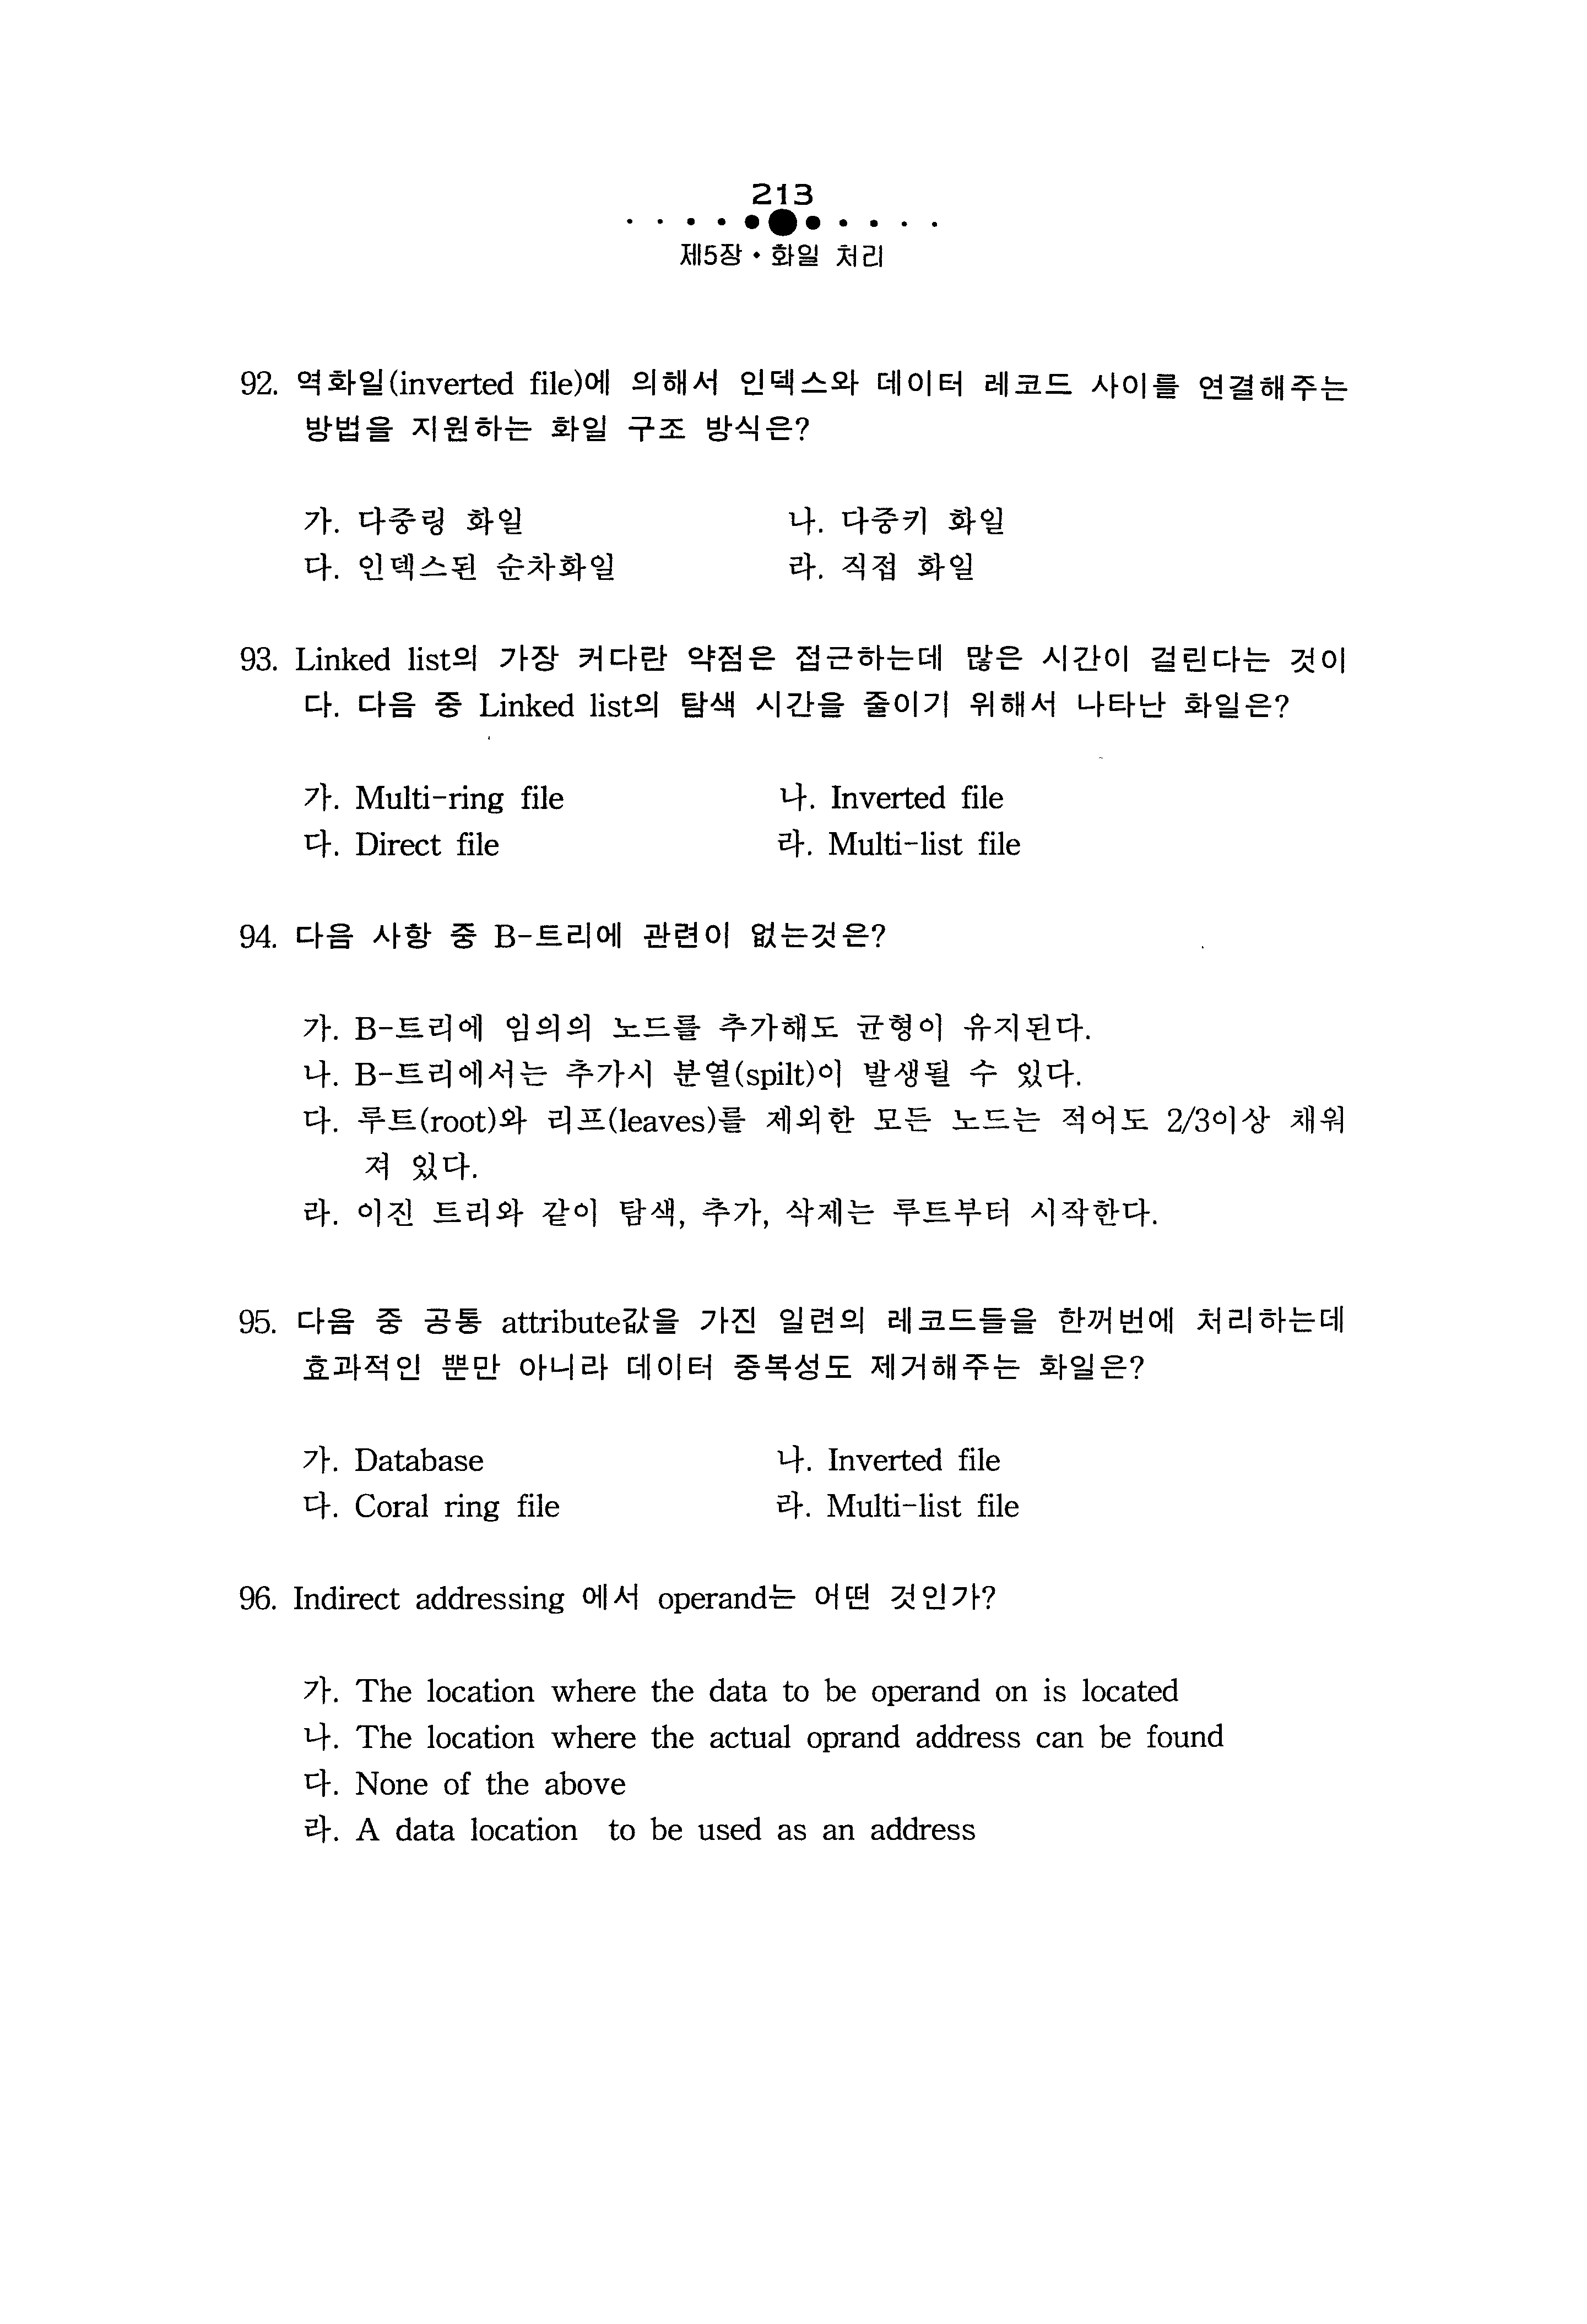 213
제5장 • 화일 처리
92. 역화일(inverted file)에 의해서 인덱스와 데이터 레코드 사이를 연결해주는
방법을 지원하는 화일 구조 방식은?
가. 다중링 화일 나. 다중키 화일
다. 인덱스된 순차화일 라. 직접 화일
93. Linked list의 가장 커다란 약점은 접근하는데 많은 시간이 걸린다는 것이
다. 다음 중 Linked list의 탐색 시간을 줄이기 위해서 나타난 화일은?
가. Multi-ring file 나. Inverted file
다. Direct file 라. Multi-list file
94. 다음 사항 중 B-트리에 관련이 없는것은?
가. B-트리에 임의의 노드를 추가해도 균형이 유지된다.
나. B-트리에서는 추가시 분열(spilt)이 발생될 수 있다.
다. 루트(root)와 리프(leaves)를 제외한 모든 노드는 적어도 2/3이상 채워
져 있다.
라. 이진 트리와 같이 탐색, 추가, 삭제는 루트부터 시작한다.
95. 다음 중 공통 attribute값을 가진 일련의 레코드들을 한꺼번에 처리하는데
효과적인 뿐만 아니라 데이터 중복성도 제거해주는 화일은?
가. Database 나. Inverted file
다. Coral ring file 라. Multi-list file
96. Indirect addressing 에서 operand는 어떤 것인가?
가. The location where the data to be operand on is located
나. The location where the actual oprand address can be found
다. None of the above
라. A data location to be used as an address